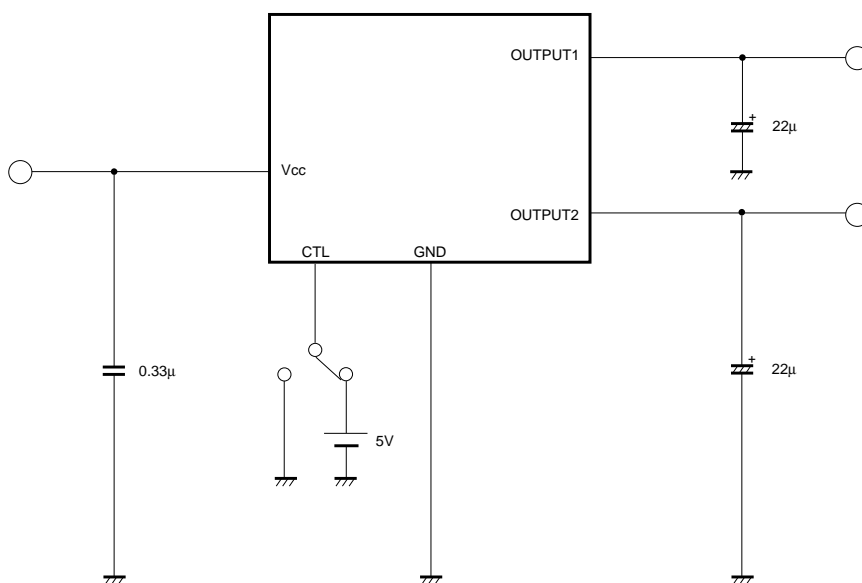 OUTPUT1
+
22μ
Vcc
OUTPUT2
CTL
GND
+
0.33μ
22μ
5V